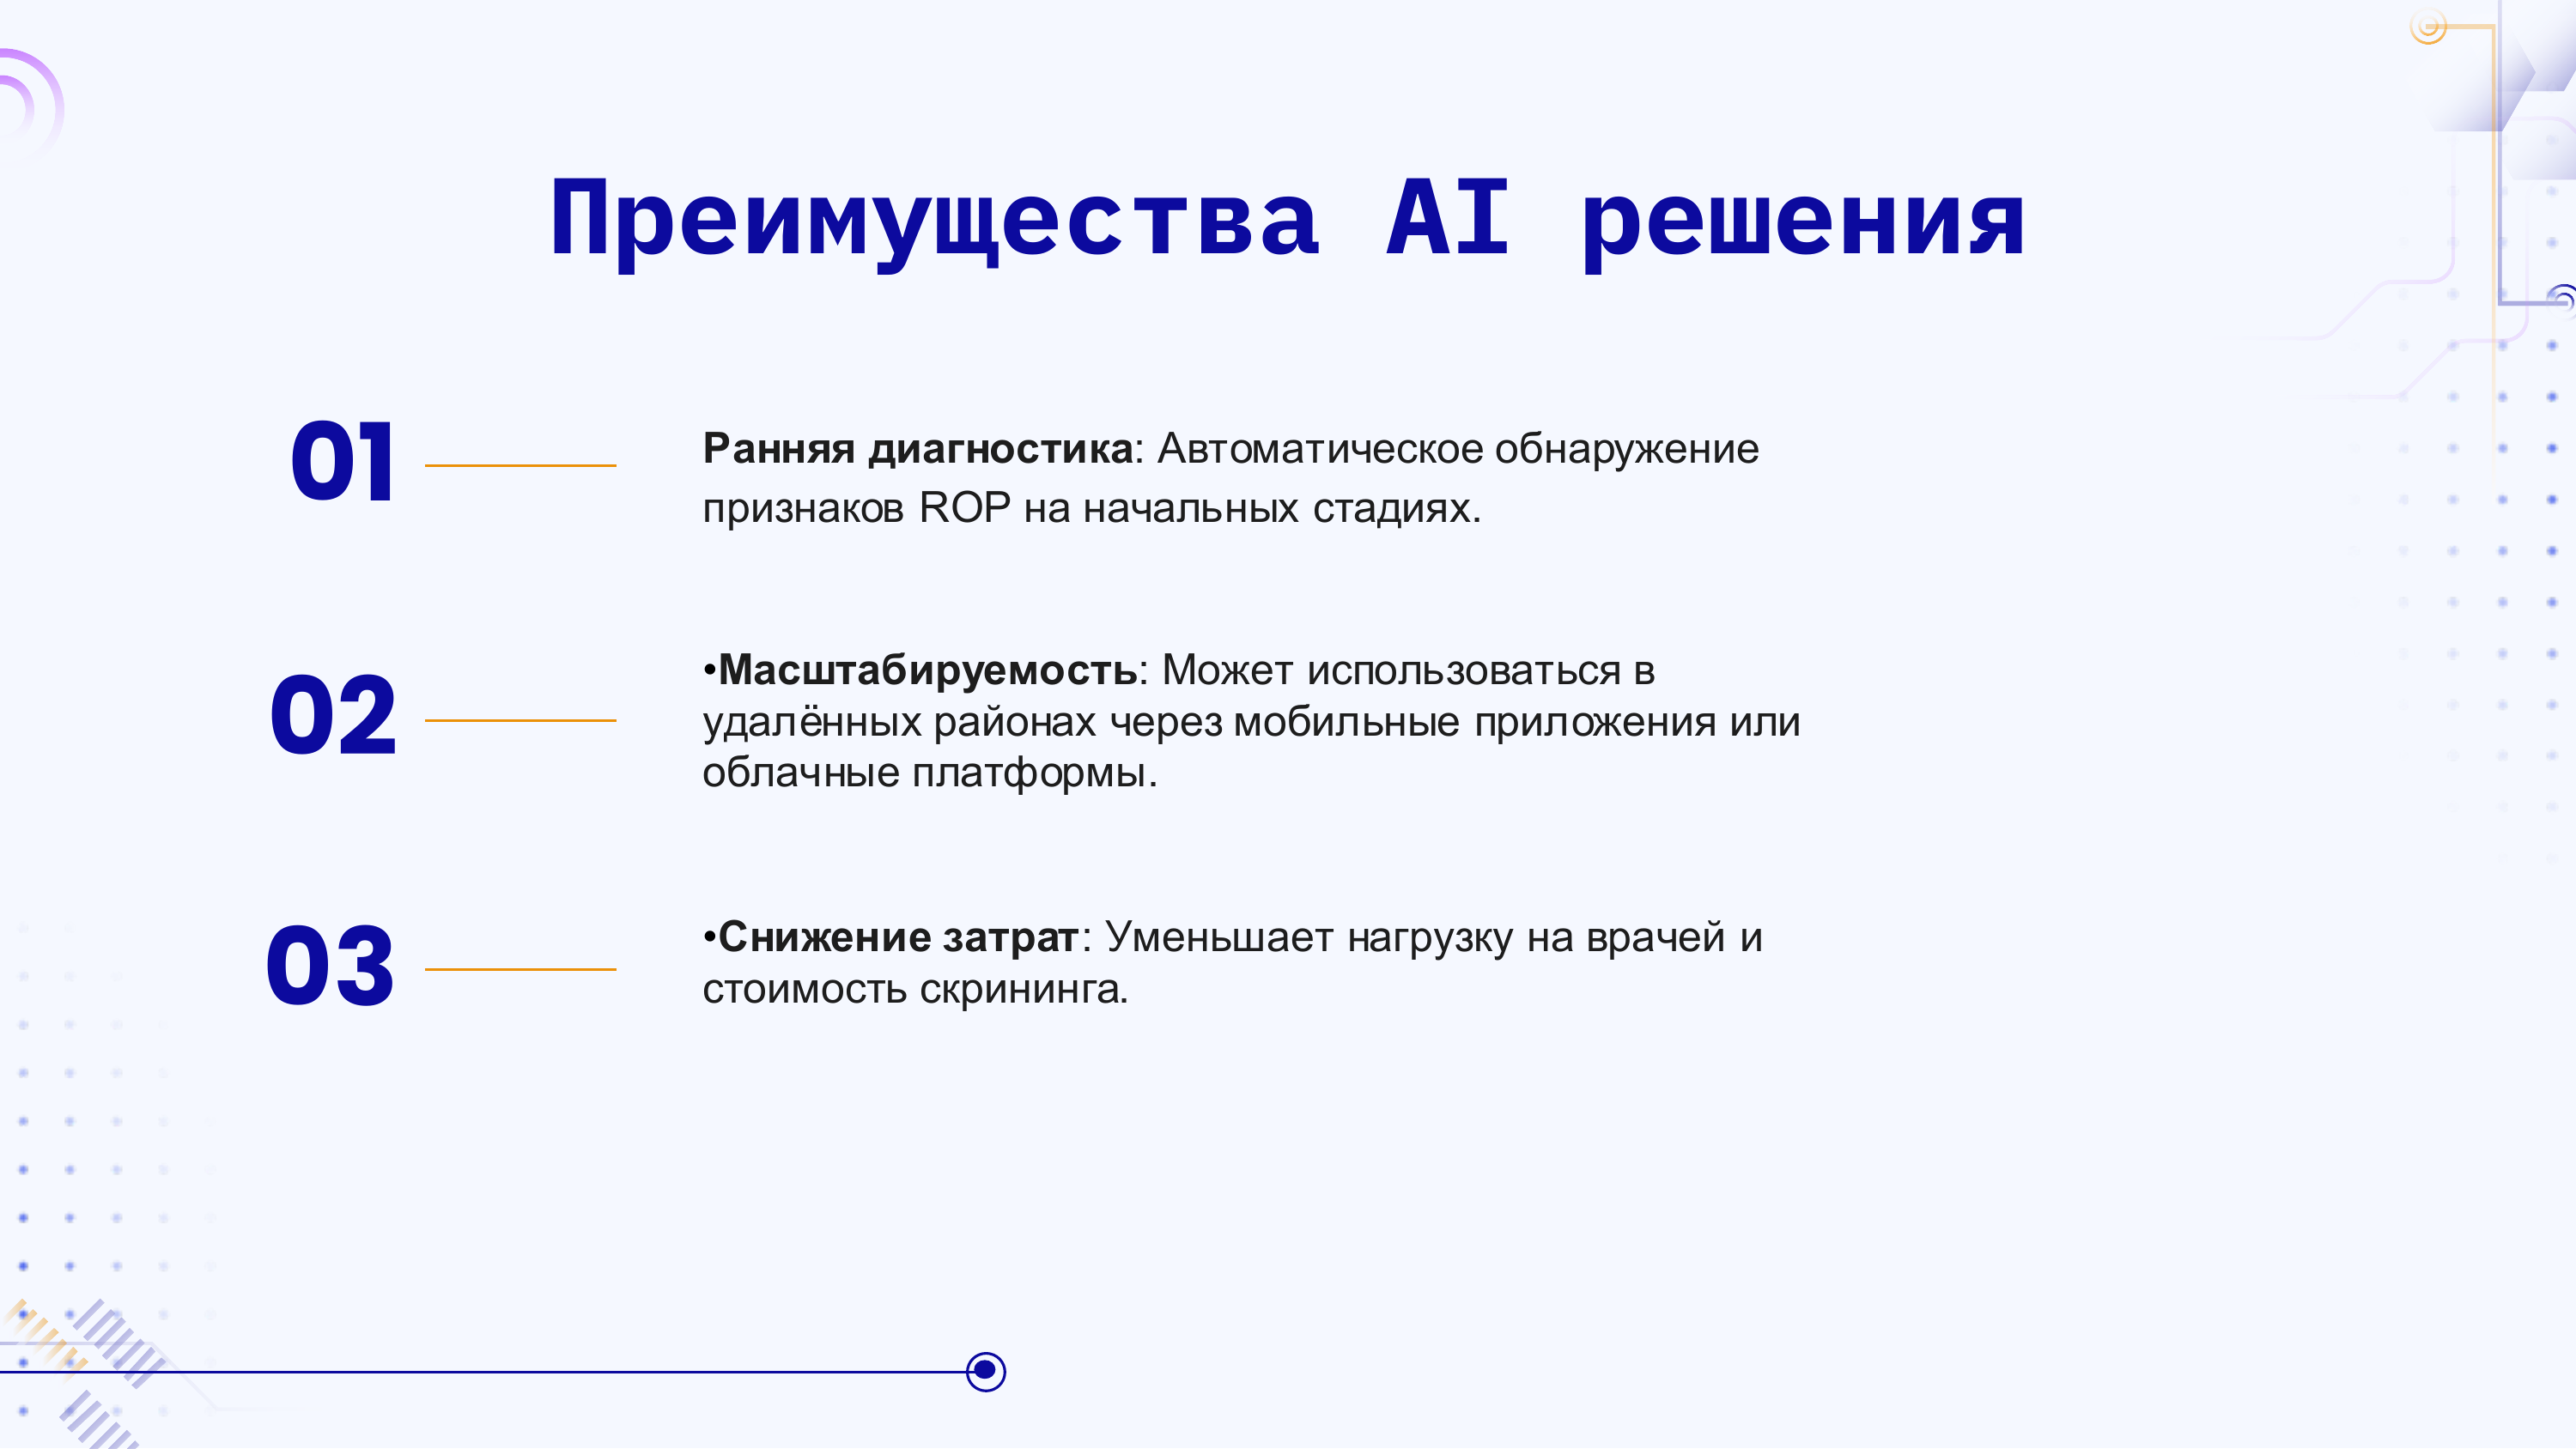 Преимущества AI решения
01
Ранняя диагностика: Автоматическое обнаружение
признаков ROP на начальных стадиях.
02
•Масштабируемость: Может использоваться в
удалённых районах через мобильные приложения или
облачные платформы.
03
•Снижение затрат: Уменьшает нагрузку на врачей и
стоимость скрининга.